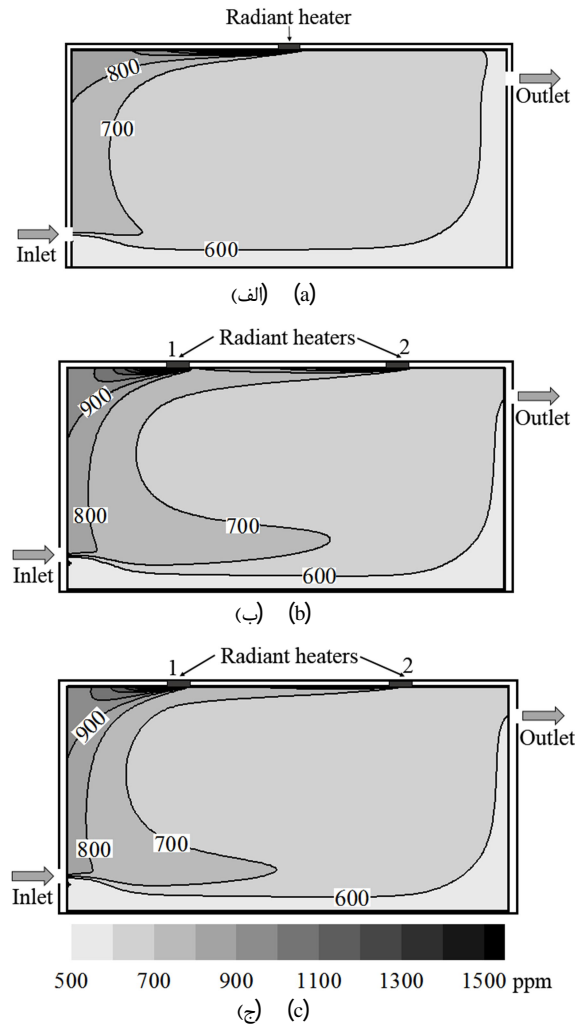 Radiant heater
800
700
Outlet
Inlet
600
(الف) (a)
Radiant heaters
1 2
900
Outlet
800
700
Inlet
600
(ب) (b)
Radiant heaters
1 2
900
Outlet
800
700
Inlet
600
500 700 900 1100 1300 1500 ppm
(ج) (c)